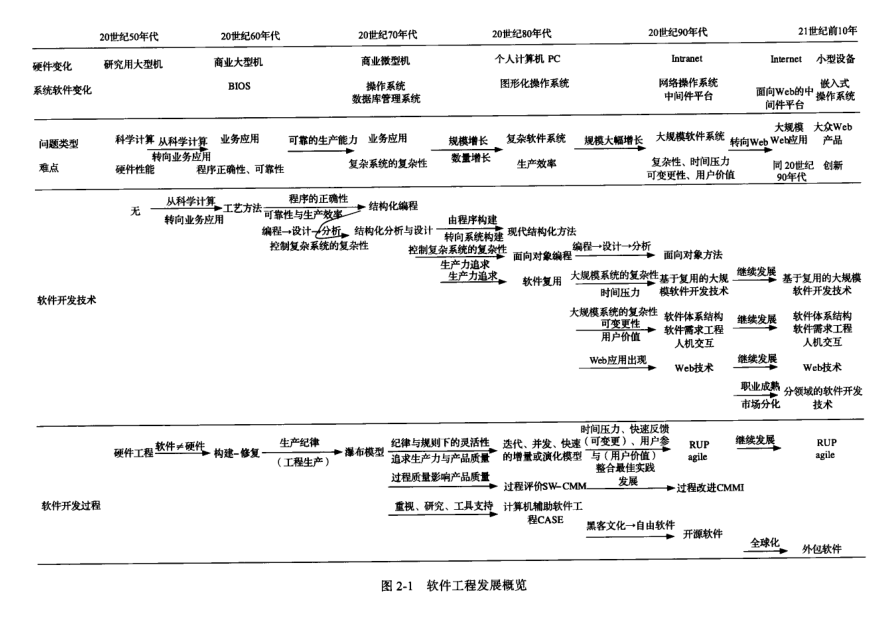 20世纪50年代 20世纪60年代 20世纪70年代 20世纪80年代 20世纪90年代 21世纪前10年
硬件变化 研究用大型机 商业大型机 商业微型机 个人计算机 PC Intranet Internet 小型设备
系统软件变化 BIOS 操作系统 图形化操作系统 网络操作系统 面向Web的中 嵌入式
数据库管理系统 中间件平台 间件平台 操作系统
问题类型 科学计算 从科学计算 业务应用 可靠的生产能力 业务应用 规模增长 复杂软件系统 规模大幅增长 大规模软件系统 转向Web 大规模 大众Web
转向业务应用 数量增长 Web应用 产品
难点 硬件性能 程序正确性、可靠性 复杂系统的复杂性 生产效率 复杂性、时间压力 同20世纪 创新
可变更性、用户价值 90年代
无 从科学计算 工艺方法 程序的正确性 结构化编程
转向业务应用 可靠性与生产效率
编程→设计→分析 结构化分析与设计 由程序构建 现代结构化方法
控制复杂系统的复杂性 转向系统构建
控制复杂系统的复杂性 面向对象编程 编程→设计→分析 面向对象方法
生产力追求
软件开发技术
生产力追求 软件复用 大规模系统的复杂性 基于复用的大规 继续发展 基于复用的大规模
时间压力 模软件开发技术 软件开发技术
大规模系统的复杂性 软件体系结构 继续发展 软件体系结构
可变更性 软件需求工程 软件需求工程
用户价值 人机交互 人机交互
Web应用出现 Web技术 继续发展 Web技术
职业成熟 分领域的软件开发
市场分化 技术
硬件工程 软件≠硬件 构建-修复 生产纪律 瀑布模型 纪律与规则下的灵活性 迭代、并发、快速 时间压力、快速反馈 RUP 继续发展 RUP
（工程生产） 追求生产力与产品质量 的增量或演化模型 （可变更）、用户参 agile agile
与（用户价值）
整合最佳实践
过程质量影响产品质量 过程评价SW-CMM 发展 过程改进CMMI
软件开发过程
重视、研究、工具支持 计算机辅助软件工
程CASE
黑客文化→自由软件 开源软件
全球化 外包软件
图 2-1 软件工程发展概览